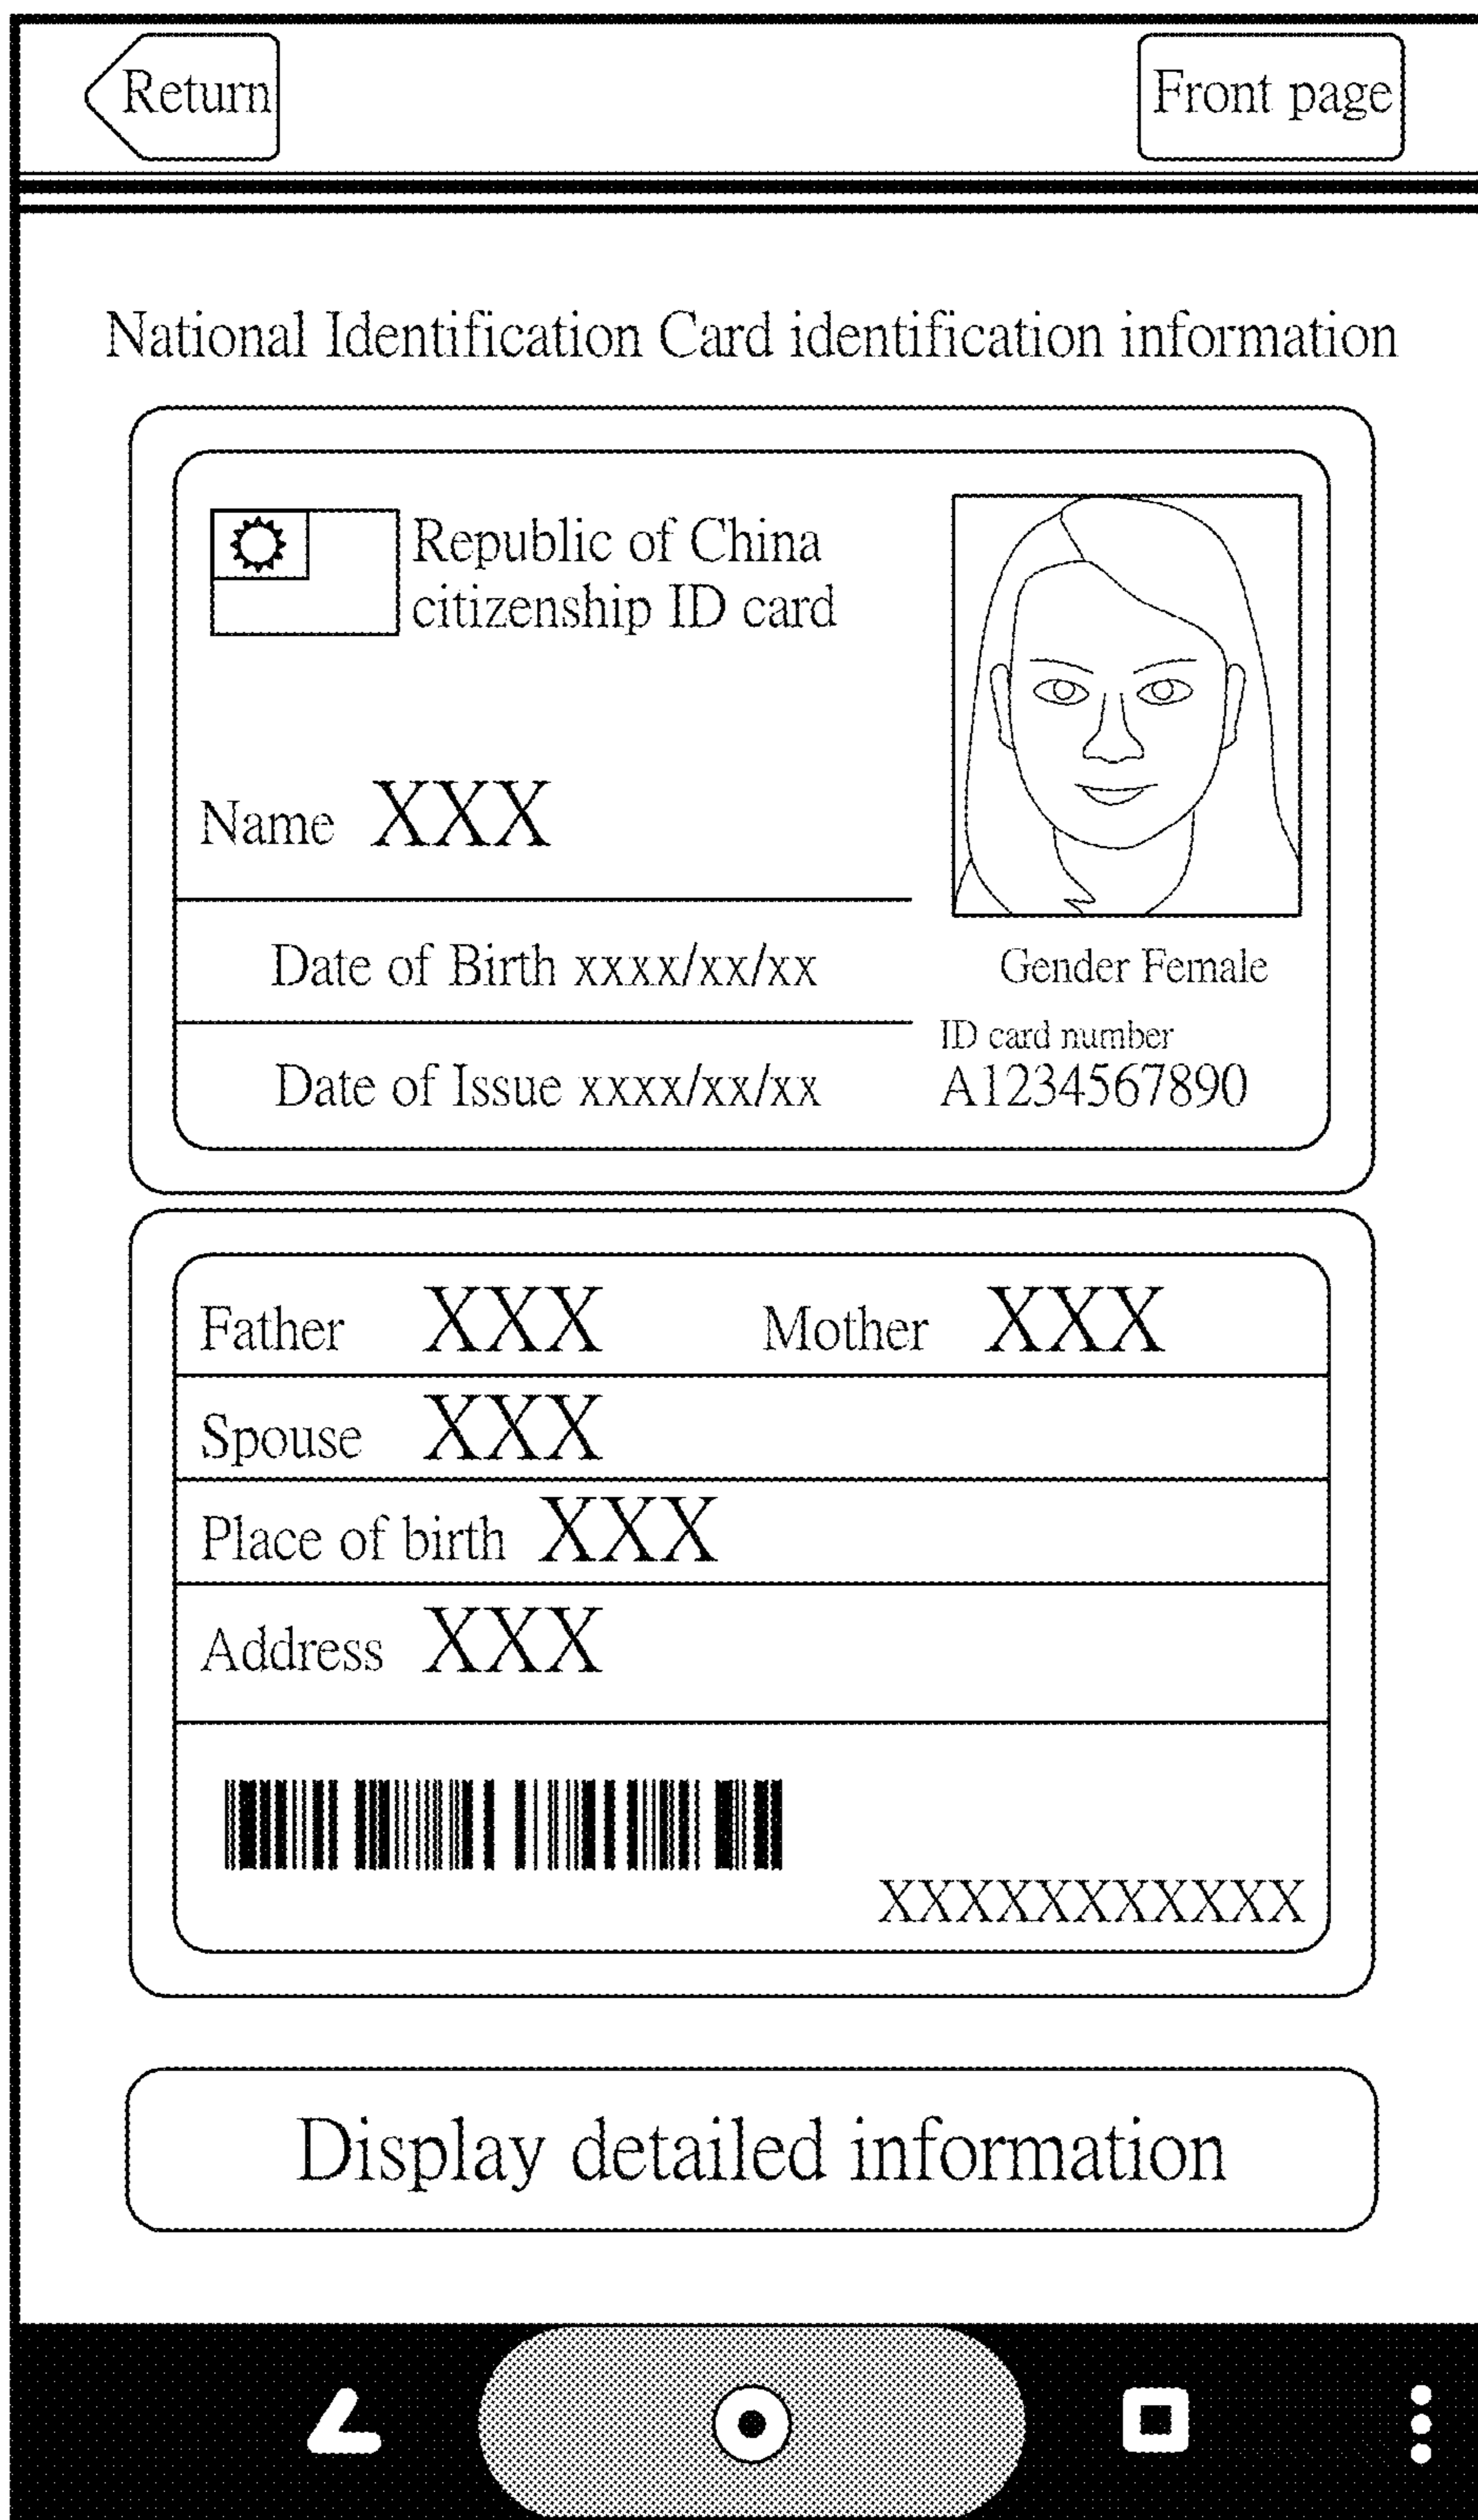 Return
Front page
National Identification Card identification information
Republic of China
citizenship ID card
Name XXX
Date of Birth xxxx/xx/xx
Gender Female
ID card number
Date of Issue xxxx/xx/xx
A1234567890
Father XXX Mother XXX
Spouse XXX
Place of birth XXX
Address XXX
XXXXXXXXXXX
Display detailed information